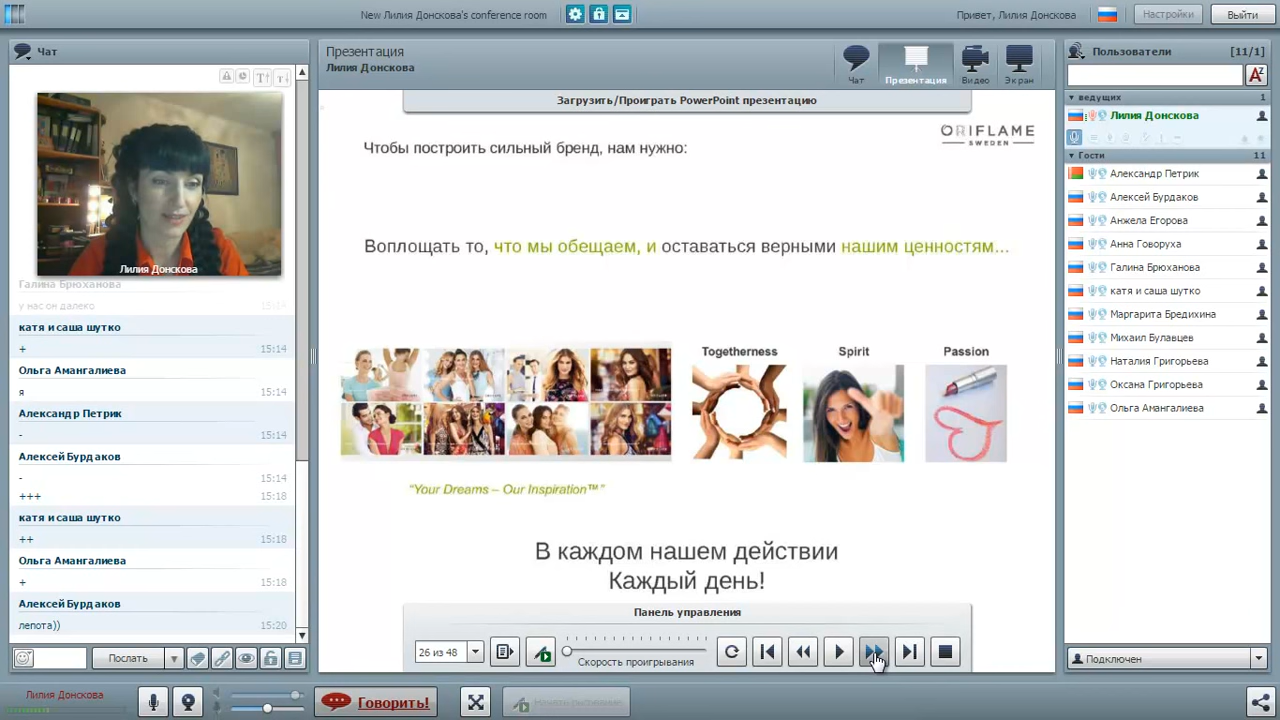 New Лилия Донскова's conference room
Привет, Лилия Донскова
Настройки
Выйти
Чат
Лилия Донскова
Галина Брюханова
у нас он далеко 15:14
катя и саша шутко
+ 15:14
Ольга Амангалиева
я 15:14
Александр Петрик
- 15:14
Алексей Бурдаков
- 15:14
+++ 15:18
катя и саша шутко
++ 15:18
Ольга Амангалиева
+ 15:18
Алексей Бурдаков
лепота)) 15:20
Послать
Презентация
Лилия Донскова
Чат
Презентация
Видео
Экран
Загрузить/Проиграть PowerPoint презентацию
ORIFLAME
SWEDEN
Чтобы построить сильный бренд, нам нужно:
Воплощать то, что мы обещаем, и оставаться верными нашим ценностям...
Togetherness
Spirit
Passion
“Your Dreams – Our Inspiration™”
В каждом нашем действии
Каждый день!
Панель управления
26 из 48
Скорость проигрывания
Пользователи [11/1]
ведущих 1
Лилия Донскова
Гости 11
Александр Петрик
Алексей Бурдаков
Анжела Егорова
Анна Говоруха
Галина Брюханова
катя и саша шутко
Маргарита Бредихина
Михаил Булавцев
Наталия Григорьева
Оксана Григорьева
Ольга Амангалиева
Подключен
Лилия Донскова
Говорить!